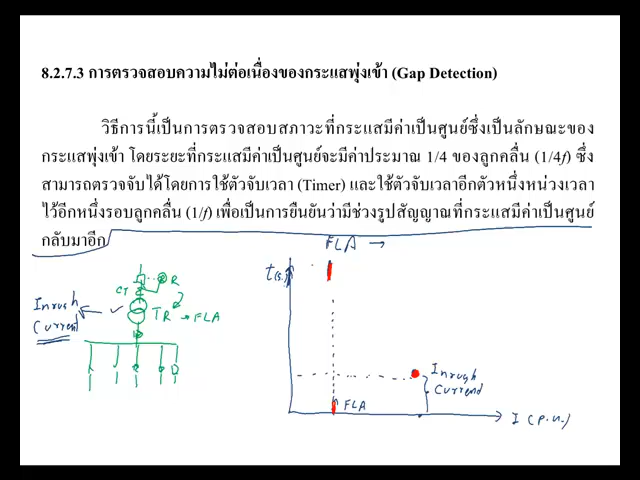 8.2.7.3 การตรวจสอบความไม่ต่อเนื่องของกระแสพุ่งเข้า (Gap Detection)
วิธีการนี้เป็นการตรวจสอบสภาวะที่กระแสมีค่าเป็นศูนย์ซึ่งเป็นลักษณะของ
กระแสพุ่งเข้า โดยระยะที่กระแสมีค่าเป็นศูนย์จะมีค่าประมาณ 1/4 ของลูกคลื่น (1/4f) ซึ่ง
สามารถตรวจจับได้โดยการใช้ตัวจับเวลา (Timer) และใช้ตัวจับเวลาอีกตัวหนึ่งหน่วงเวลา
ไว้อีกหนึ่งรอบลูกคลื่น (1/f) เพื่อเป็นการยืนยันว่ามีช่วงรูปสัญญาณที่กระแสมีค่าเป็นศูนย์
กลับมาอีก
FLA →
t(s.)
R
CT
Inrush
Current
TR → FLA
Inrush
Current
FLA
I (p.u.)